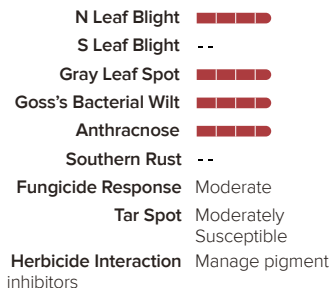 N Leaf Blight
S Leaf Blight --
Gray Leaf Spot
Goss's Bacterial Wilt
Anthracnose
Southern Rust --
Fungicide Response Moderate
Tar Spot Moderately
Susceptible
Herbicide Interaction Manage pigment
inhibitors